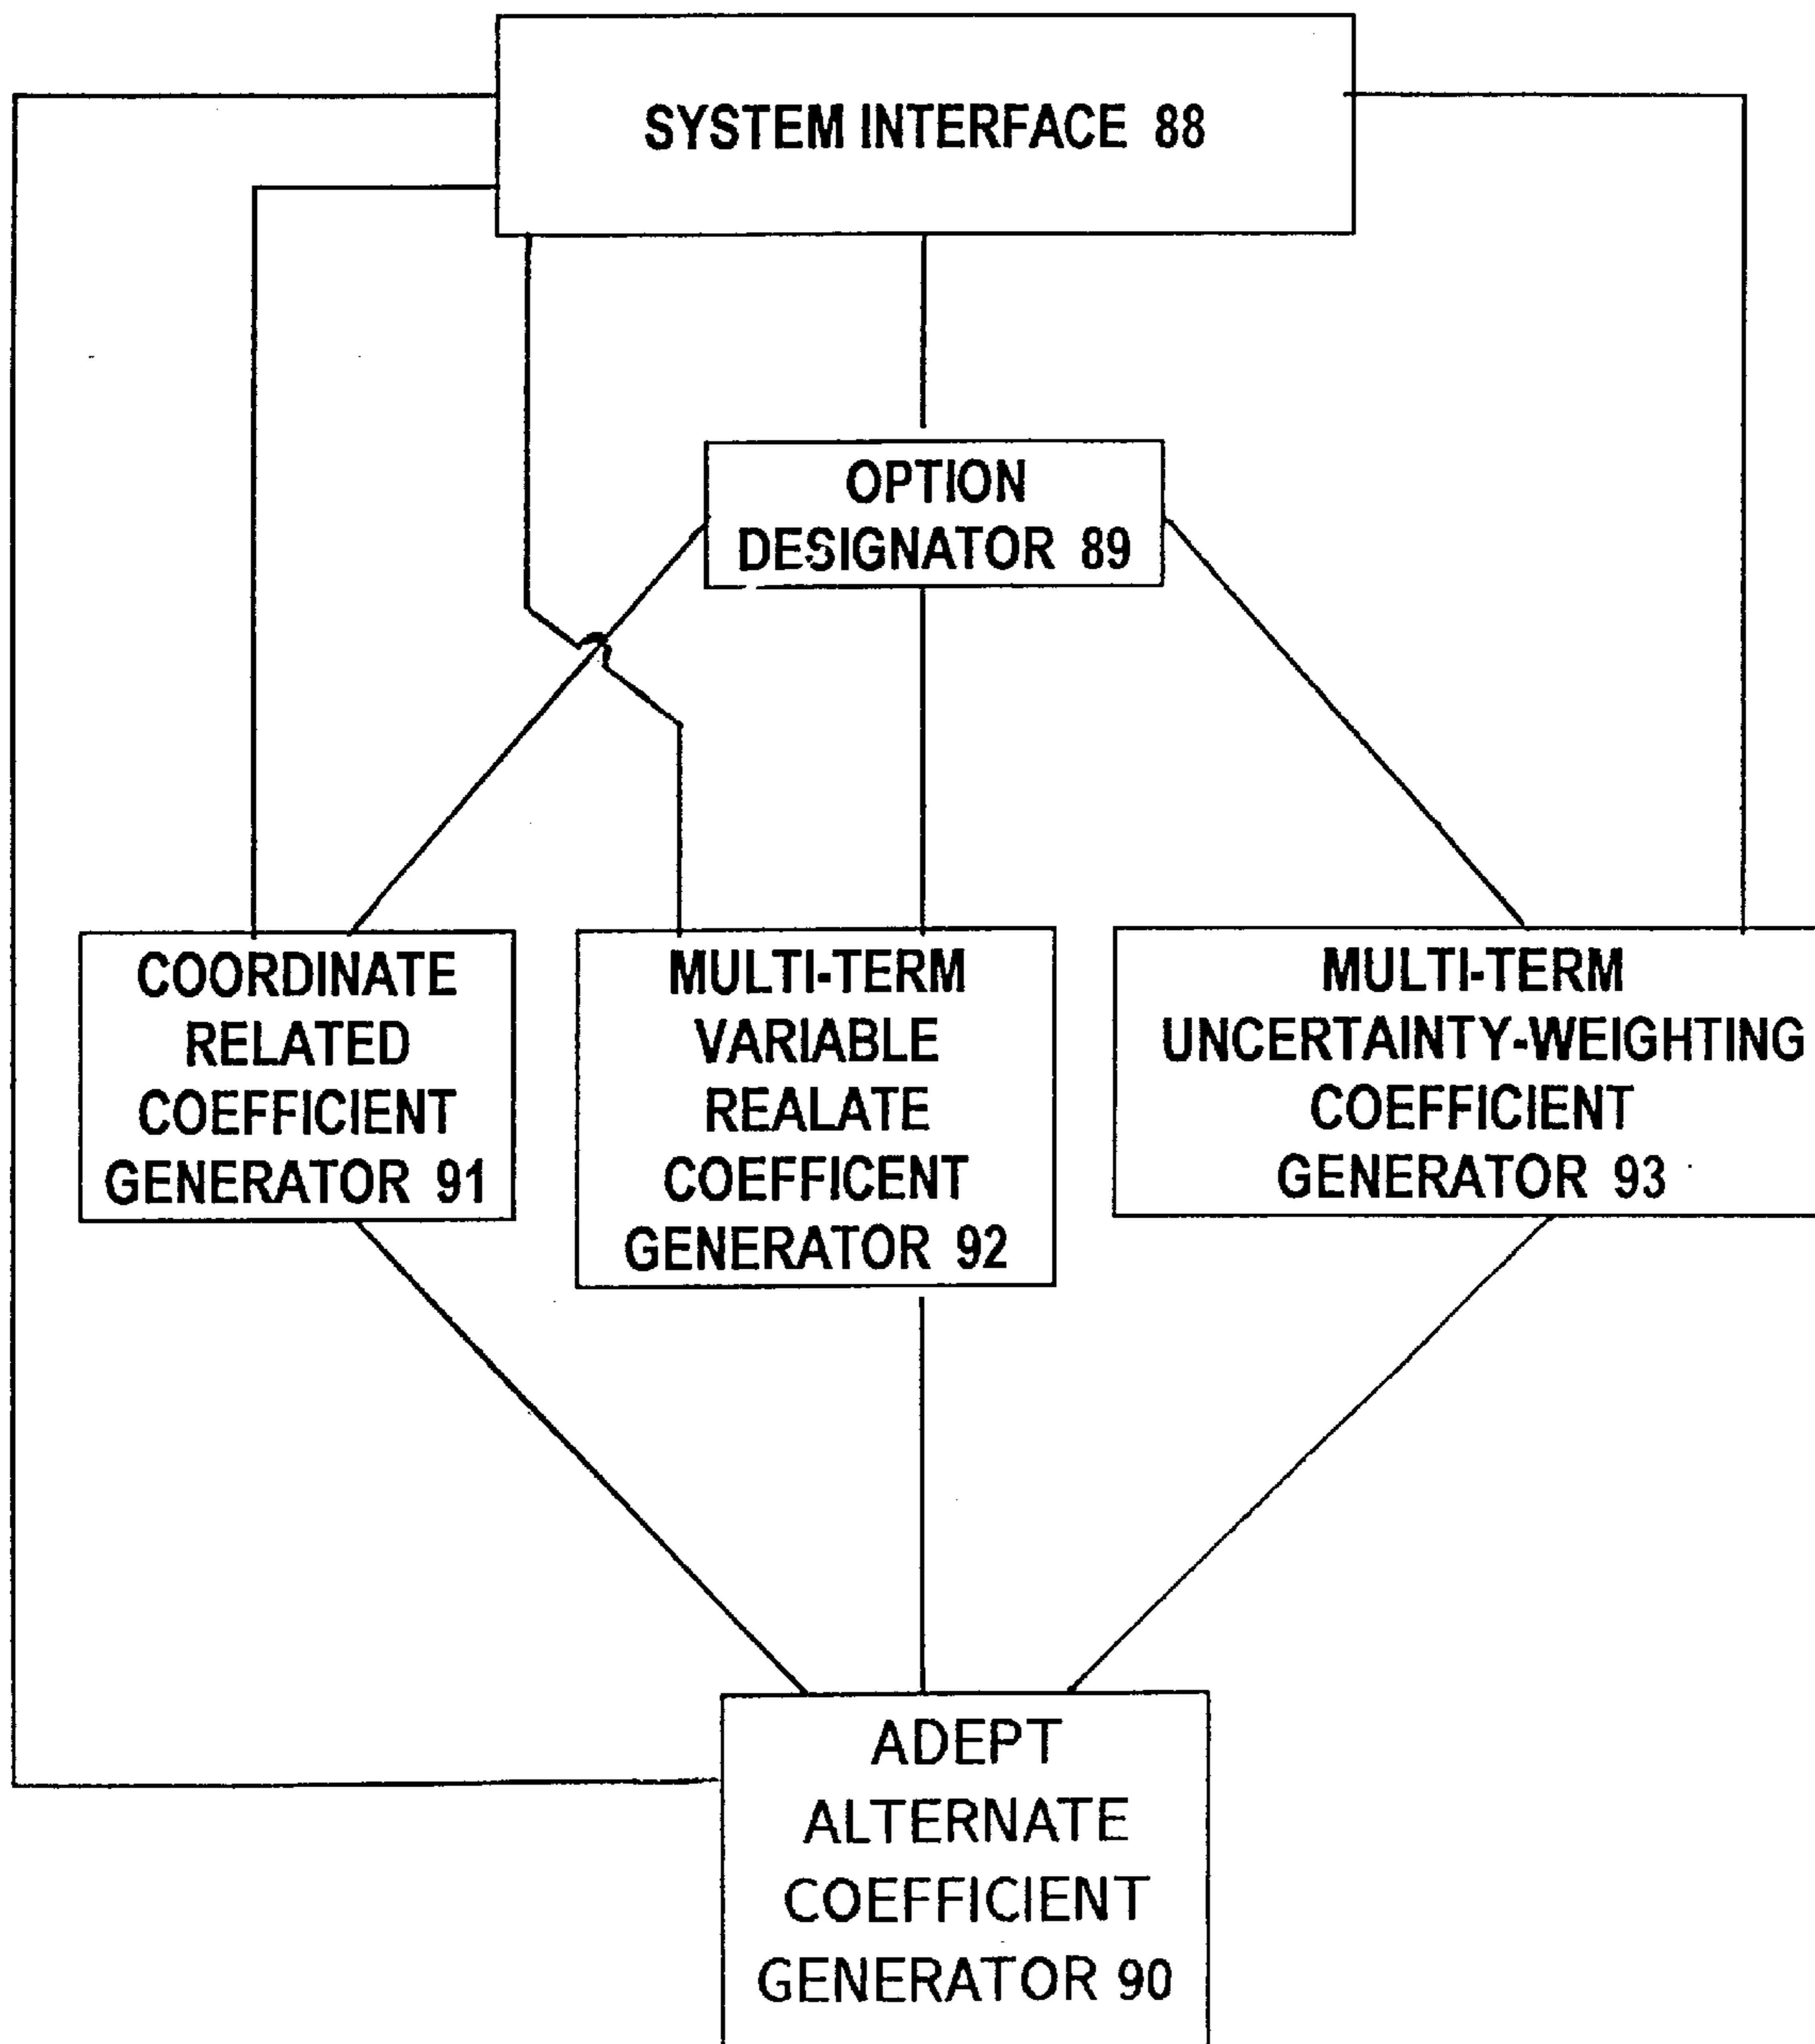 SYSTEM INTERFACE 88
OPTION
DESIGNATOR 89
COORDINATE
RELATED
COEFFICIENT
GENERATOR 91
MULTI-TERM
VARIABLE
REALATE
COEFFICENT
GENERATOR 92
MULTI-TERM
UNCERTAINTY-WEIGHTING
COEFFICIENT
GENERATOR 93
ADEPT
ALTERNATE
COEFFICIENT
GENERATOR 90